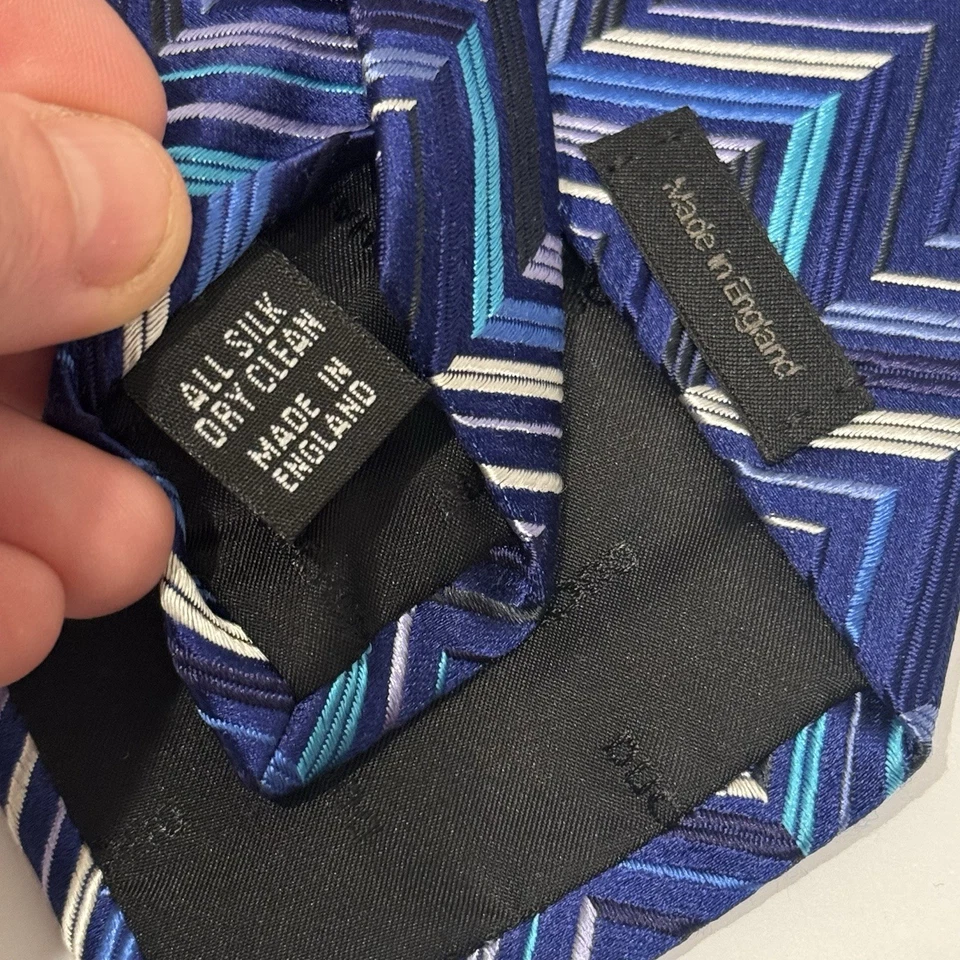 ALL SILK
DRY CLEAN
MADE IN
ENGLAND
Made in England